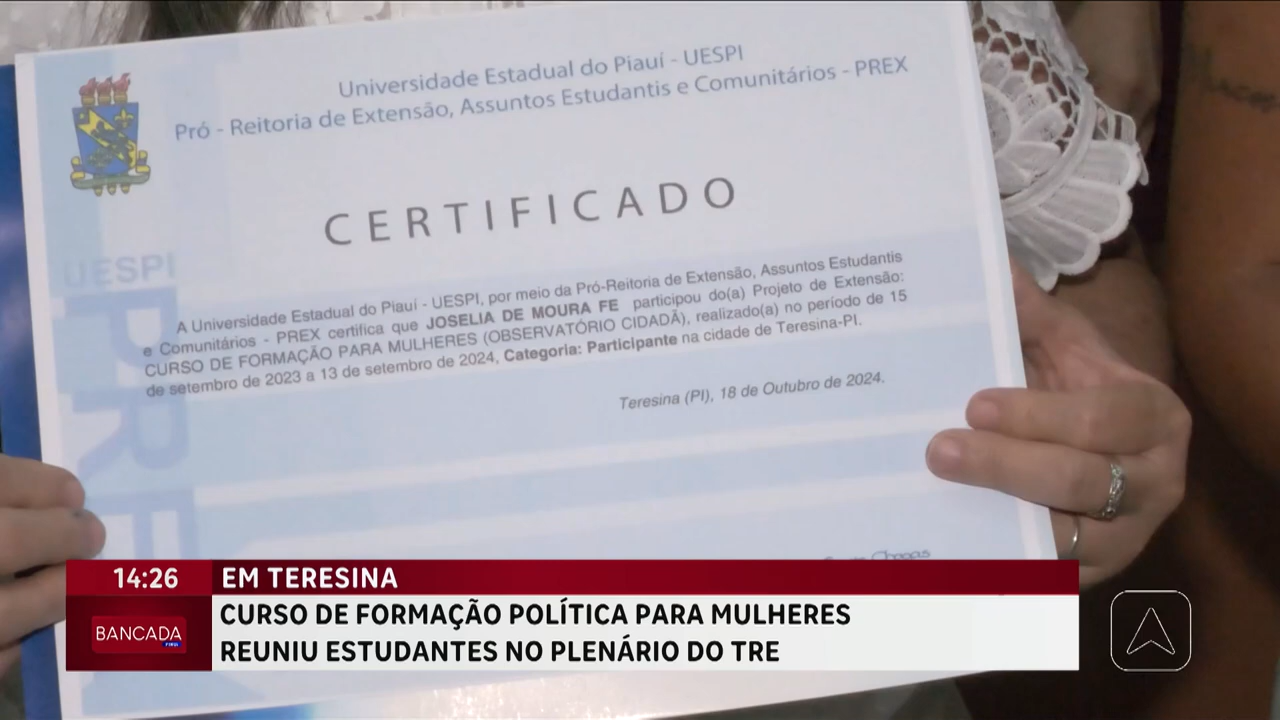 Universidade Estadual do Piauí - UESPI
Pró - Reitoria de Extensão, Assuntos Estudantis e Comunitários - PREX
CERTIFICADO
UESPI
A Universidade Estadual do Piauí - UESPI, por meio da Pró-Reitoria de Extensão, Assuntos Estudantis
e Comunitários - PREX certifica que JOSELIA DE MOURA FE participou do(a) Projeto de Extensão:
CURSO DE FORMAÇÃO PARA MULHERES (OBSERVATÓRIO CIDADÃ), realizado(a) no período de 15
de setembro de 2023 a 13 de setembro de 2024, Categoria: Participante na cidade de Teresina-PI.
Teresina (PI), 18 de Outubro de 2024.
PREX
14:26
EM TERESINA
BANCADA
PIAUÍ
CURSO DE FORMAÇÃO POLÍTICA PARA MULHERES
REUNIU ESTUDANTES NO PLENÁRIO DO TRE